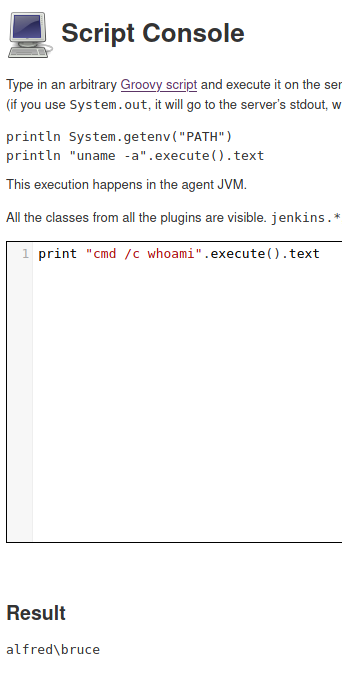 Script Console
Type in an arbitrary Groovy script and execute it on the ser
(if you use System.out, it will go to the server's stdout, w
println System.getenv("PATH")
println "uname -a".execute().text
This execution happens in the agent JVM.
All the classes from all the plugins are visible. jenkins.*
1 print "cmd /c whoami".execute().text
Result
alfred\bruce